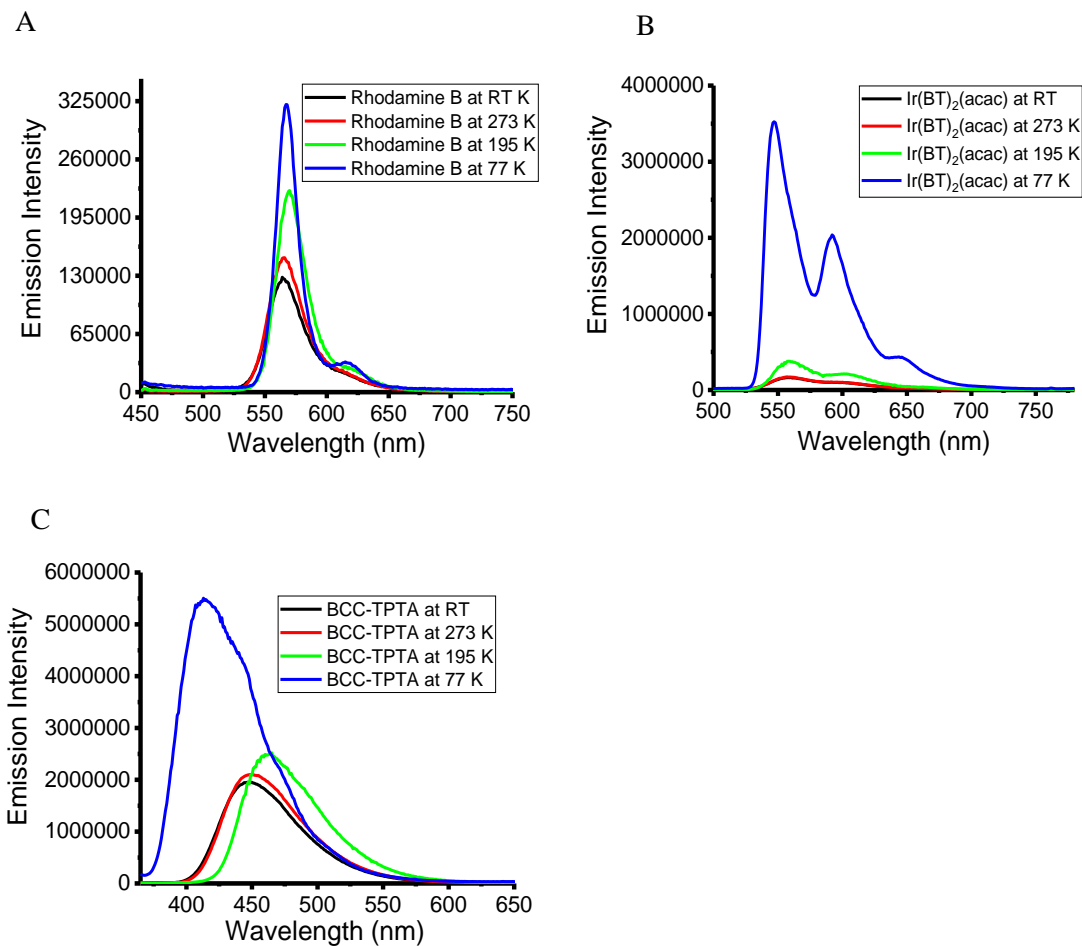 A
Emission Intensity
325000
260000
195000
130000
65000
0
450 500 550 600 650 700 750
Wavelength (nm)
Rhodamine B at RT K
Rhodamine B at 273 K
Rhodamine B at 195 K
Rhodamine B at 77 K
B
Emission Intensity
4000000
3000000
2000000
1000000
0
500 550 600 650 700 750
Wavelength (nm)
Ir(BT)₂(acac) at RT
Ir(BT)₂(acac) at 273 K
Ir(BT)₂(acac) at 195 K
Ir(BT)₂(acac) at 77 K
C
Emission Intensity
6000000
5000000
4000000
3000000
2000000
1000000
0
400 450 500 550 600 650
Wavelength (nm)
BCC-TPTA at RT
BCC-TPTA at 273 K
BCC-TPTA at 195 K
BCC-TPTA at 77 K